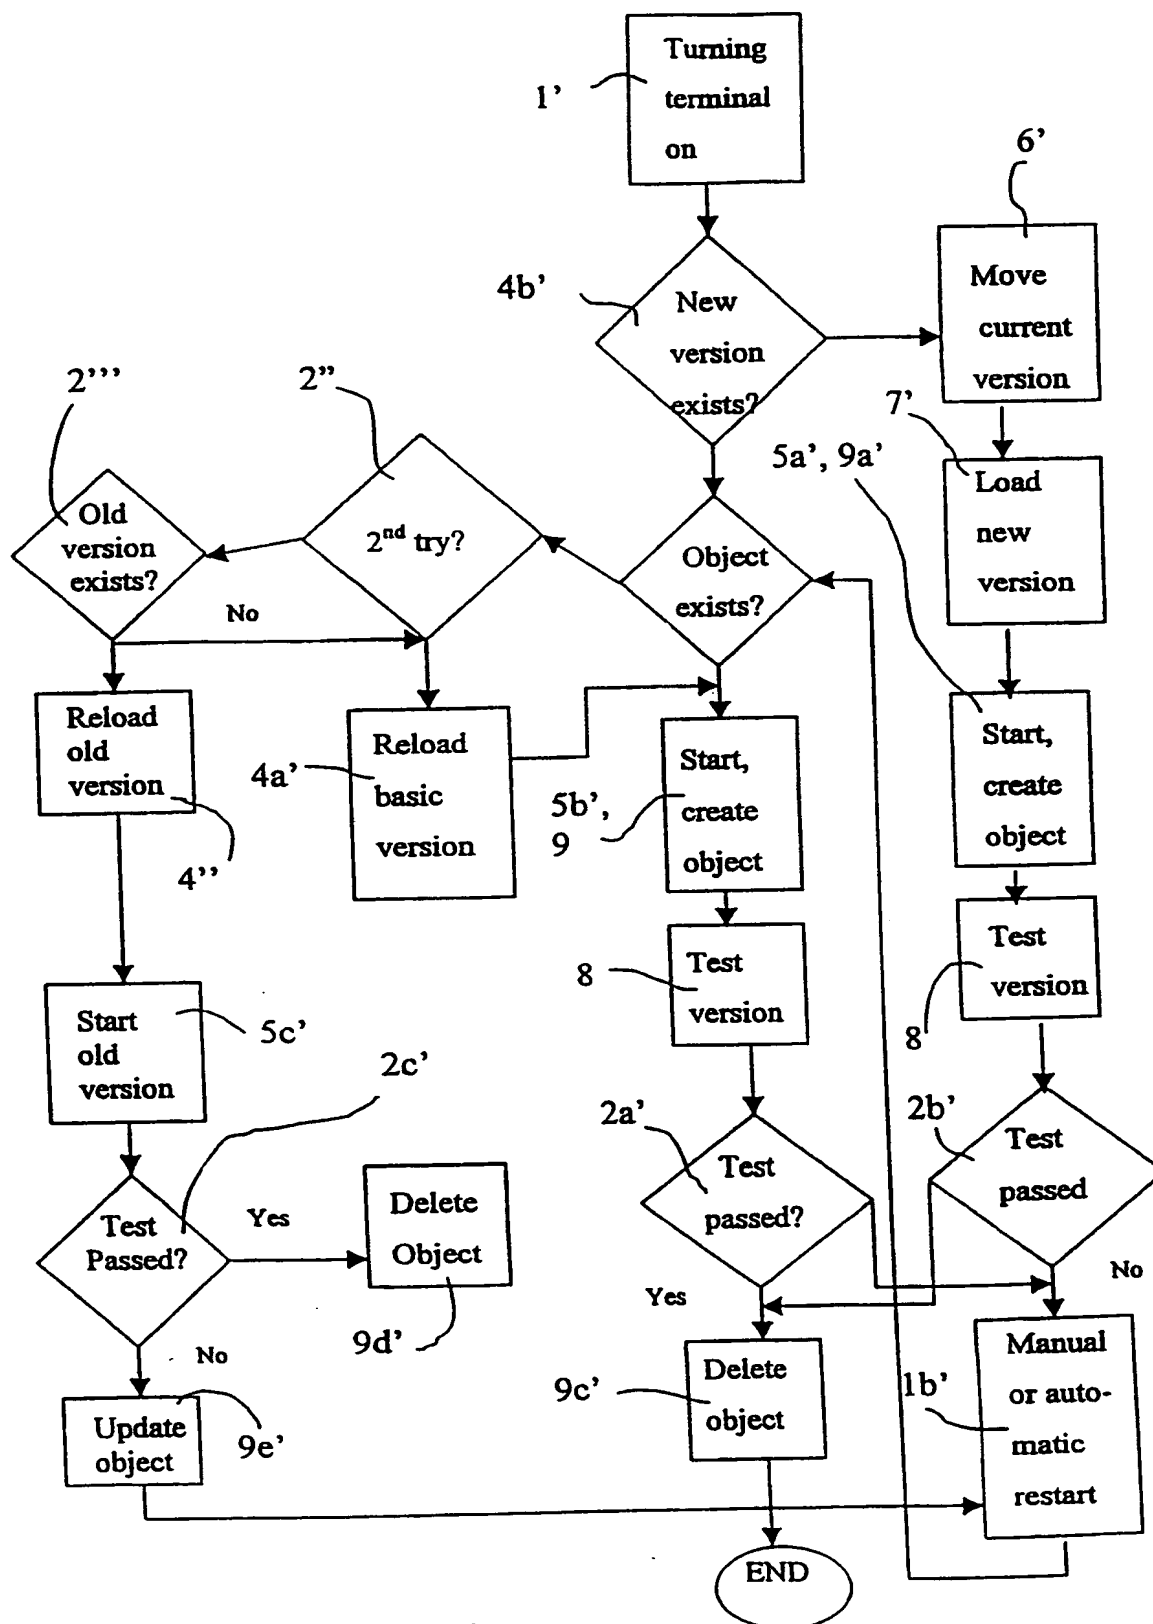 Turning
terminal
on
1'
6'
Move
current
version
4b'
New
version
exists?
2'''
2''
7'
5a', 9a'
Load
new
version
Old
version
exists?
2nd try?
Object
exists?
No
Reload
old
version
4a'
Reload
basic
version
5b',
9
Start,
create
object
Start,
create
object
4''
8
Test
version
Test
version
8
Start
old
version
5c'
2c'
2a'
2b'
Test
passed?
Test
passed
Test
Passed?
Yes
Delete
Object
9d'
No
Yes
No
Update
object
9e'
9c'
Delete
object
1b'
Manual
or auto-
matic
restart
END